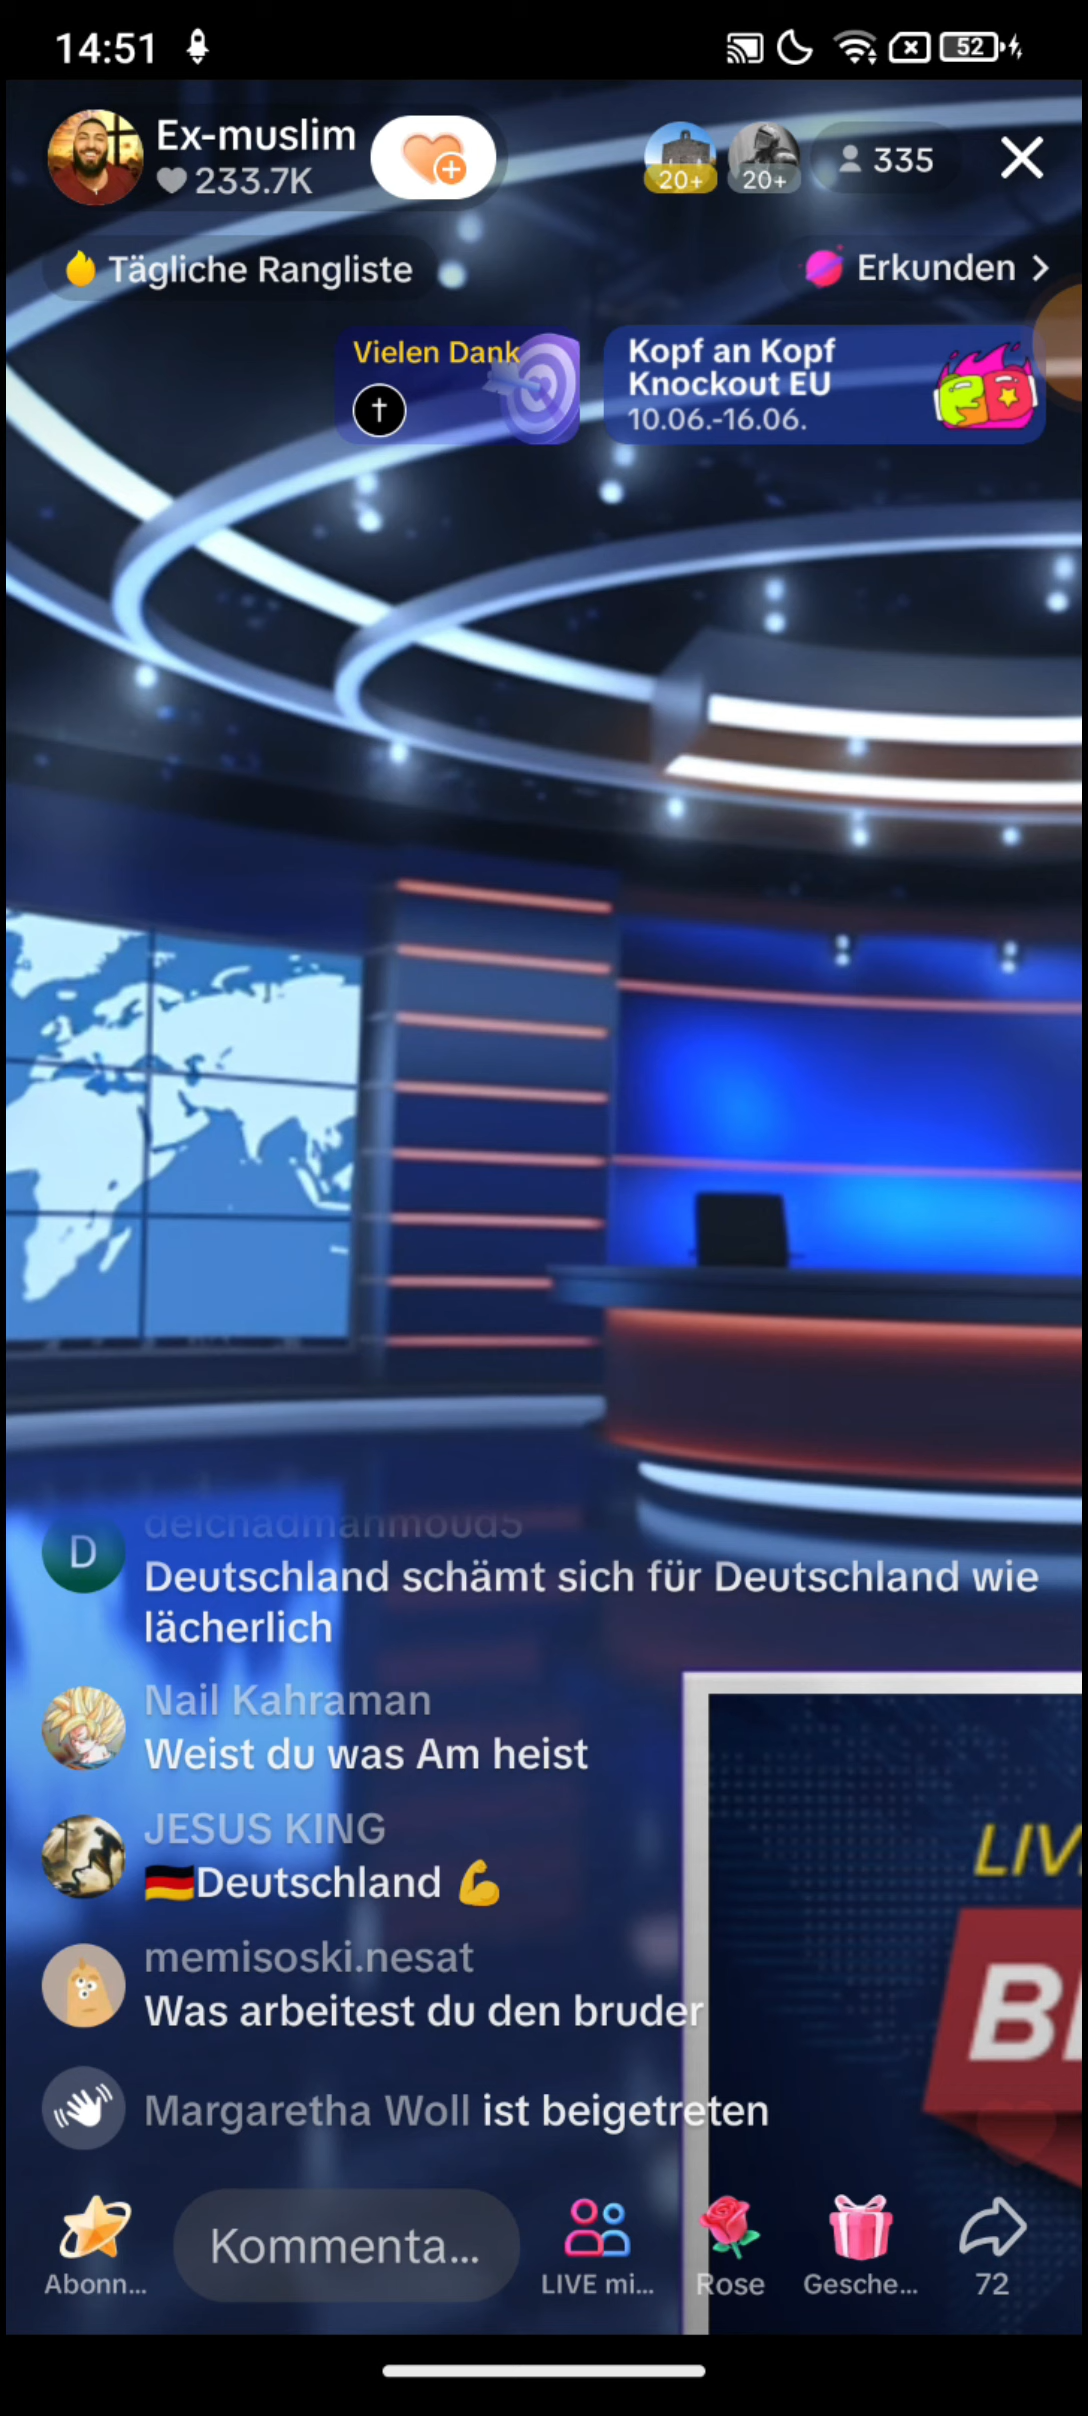 14:51
52
Ex-muslim
233.7K
20+
20+
335
Tägliche Rangliste
Erkunden
Vielen Dank
Kopf an Kopf
Knockout EU
10.06.-16.06.
D
delchadmahmoud5
Deutschland schämt sich für Deutschland wie
lächerlich
Nail Kahraman
Weist du was Am heist
JESUS KING
🇩🇪Deutschland 💪
memisoski.nesat
Was arbeitest du den bruder
Margaretha Woll ist beigetreten
LIV
B
Abonn...
Kommenta...
LIVE mi...
Rose
Gesche...
72